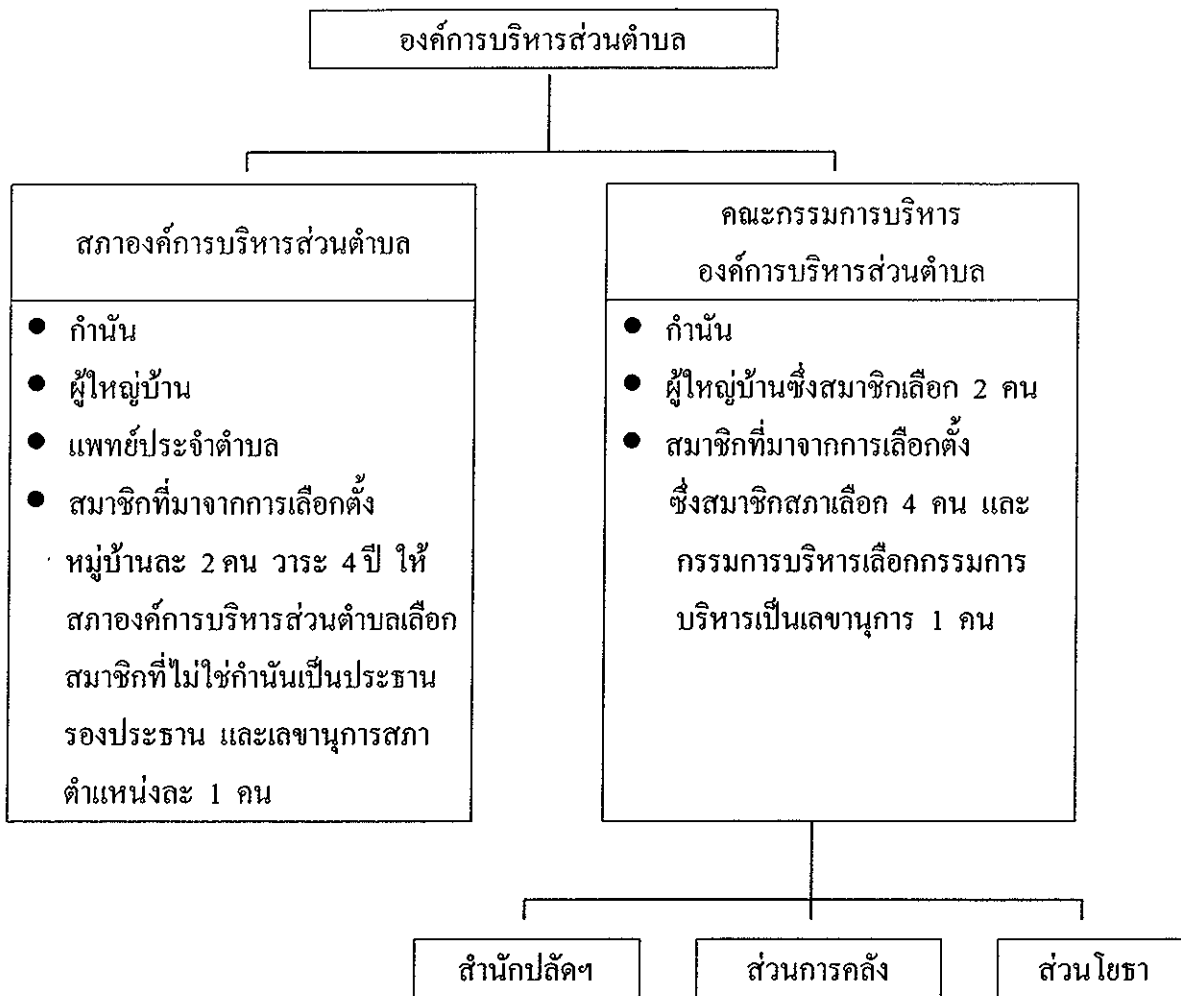 องค์การบริหารส่วนตำบล
สภาองค์การบริหารส่วนตำบล
● กำนัน
● ผู้ใหญ่บ้าน
● แพทย์ประจำตำบล
● สมาชิกที่มาจากการเลือกตั้ง
หมู่บ้านละ 2 คน วาระ 4 ปี ให้
สภาองค์การบริหารส่วนตำบลเลือก
สมาชิกที่ไม่ใช่กำนันเป็นประธาน
รองประธาน และเลขานุการสภา
ตำแหน่งละ 1 คน
คณะกรรมการบริหาร
องค์การบริหารส่วนตำบล
● กำนัน
● ผู้ใหญ่บ้านซึ่งสมาชิกเลือก 2 คน
● สมาชิกที่มาจากการเลือกตั้ง
ซึ่งสมาชิกสภาเลือก 4 คน และ
กรรมการบริหารเลือกกรรมการ
บริหารเป็นเลขานุการ 1 คน
สำนักปลัดฯ
ส่วนการคลัง
ส่วนโยธา